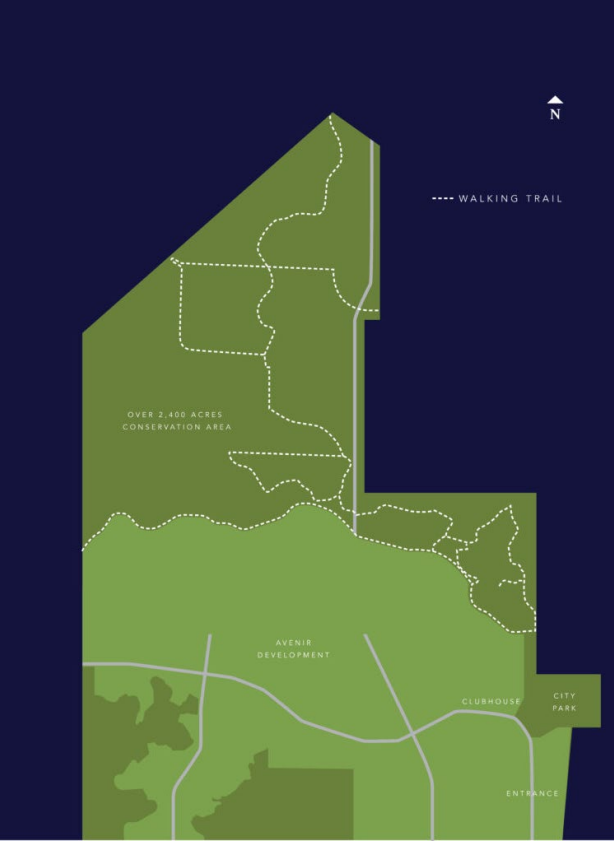 N
WALKING TRAIL
OVER 2,400 ACRES
CONSERVATION AREA
AVENIR
DEVELOPMENT
CLUBHOUSE
CITY
PARK
ENTRANCE